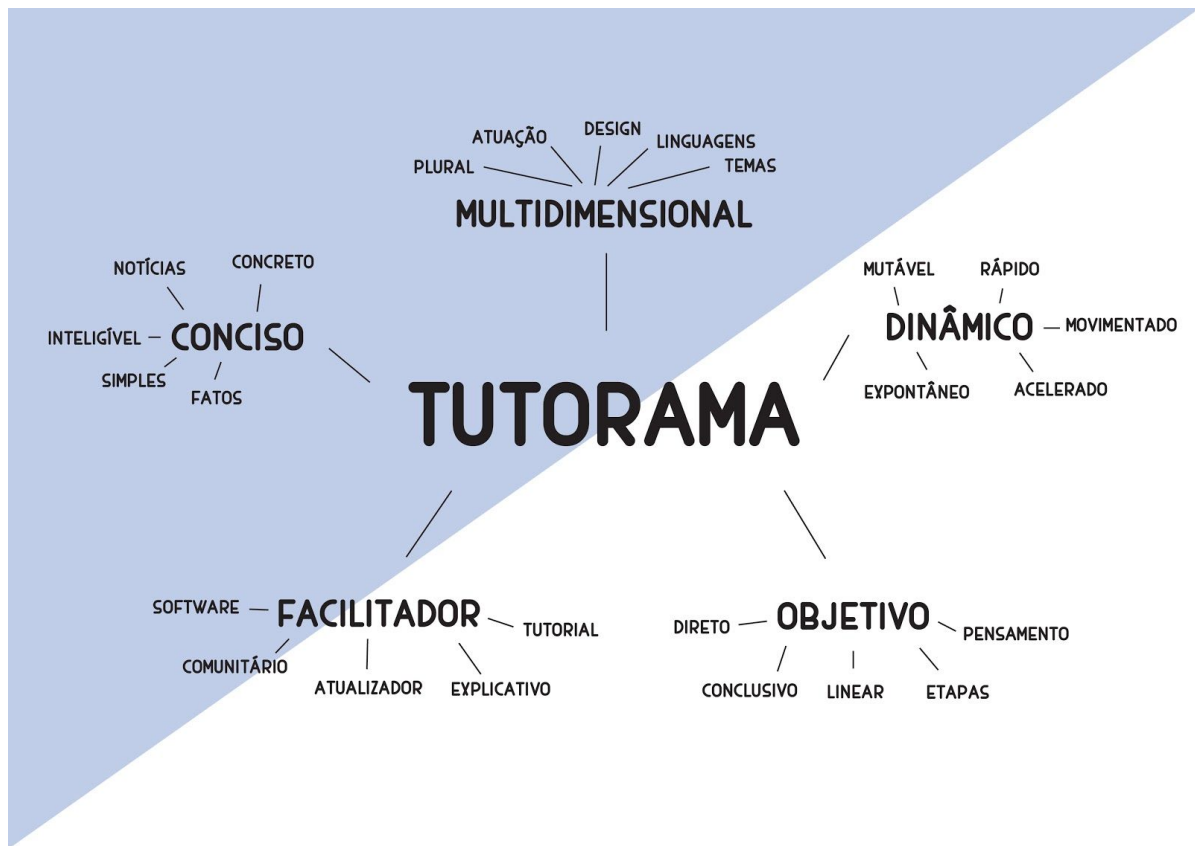 PLURAL
ATUAÇÃO
DESIGN
LINGUAGENS
TEMAS
MULTIDIMENSIONAL
NOTÍCIAS
CONCRETO
INTELIGÍVEL
CONCISO
SIMPLES
FATOS
MUTÁVEL
RÁPIDO
DINÂMICO
MOVIMENTADO
EXPONTÂNEO
ACELERADO
TUTORAMA
SOFTWARE
FACILITADOR
TUTORIAL
COMUNITÁRIO
ATUALIZADOR
EXPLICATIVO
DIRETO
OBJETIVO
PENSAMENTO
CONCLUSIVO
LINEAR
ETAPAS